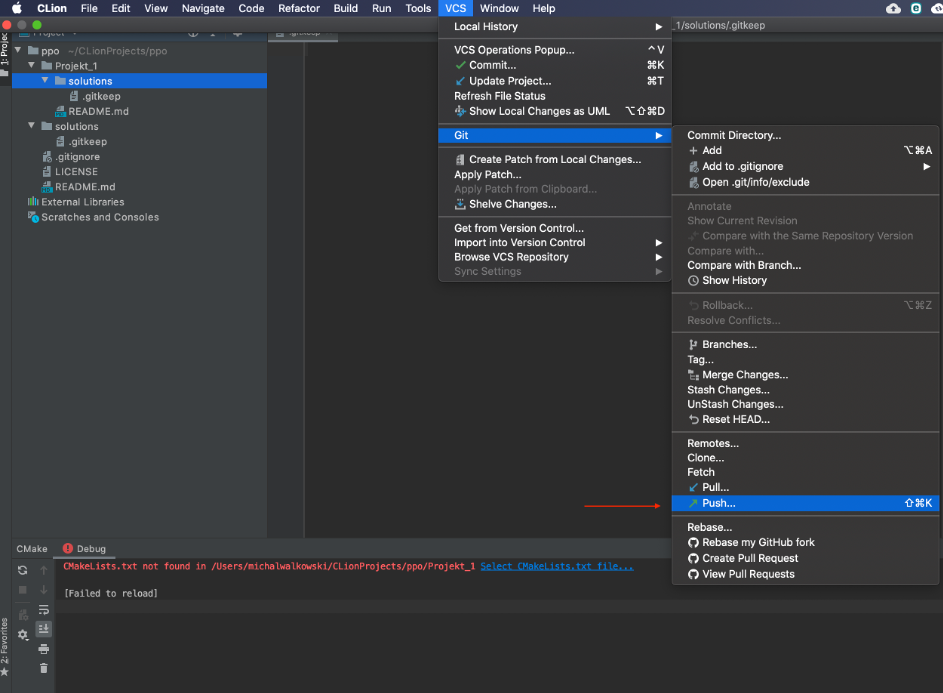 CLion File Edit View Navigate Code Refactor Build Run Tools VCS Window Help
_1/solutions/.gitkeep
Project
.gitkeep
1: Projec
ppo ~/CLionProjects/ppo
Projekt_1
solutions
.gitkeep
README.md
solutions
.gitkeep
.gitignore
LICENSE
README.md
External Libraries
Scratches and Consoles
Local History
VCS Operations Popup... ^V
Commit... ⌘K
Update Project... ⌘T
Refresh File Status
Show Local Changes as UML ⌥⇧⌘D
Git
Create Patch from Local Changes...
Apply Patch...
Apply Patch from Clipboard...
Shelve Changes...
Get from Version Control...
Import into Version Control
Browse VCS Repository
Sync Settings
Commit Directory...
Add ⌥⌘A
Add to .gitignore
Open .git/info/exclude
Annotate
Show Current Revision
Compare with the Same Repository Version
Compare with...
Compare with Branch...
Show History
Rollback... ⌥⌘Z
Resolve Conflicts...
Branches...
Tag...
Merge Changes...
Stash Changes...
UnStash Changes...
Reset HEAD...
Remotes...
Clone...
Fetch
Pull...
Push... ⇧⌘K
Rebase...
Rebase my GitHub fork
Create Pull Request
View Pull Requests
CMake Debug
CMakeLists.txt not found in /Users/michalwalkowski/CLionProjects/ppo/Projekt_1 Select CMakeLists.txt file...
[Failed to reload]
2: Favorites